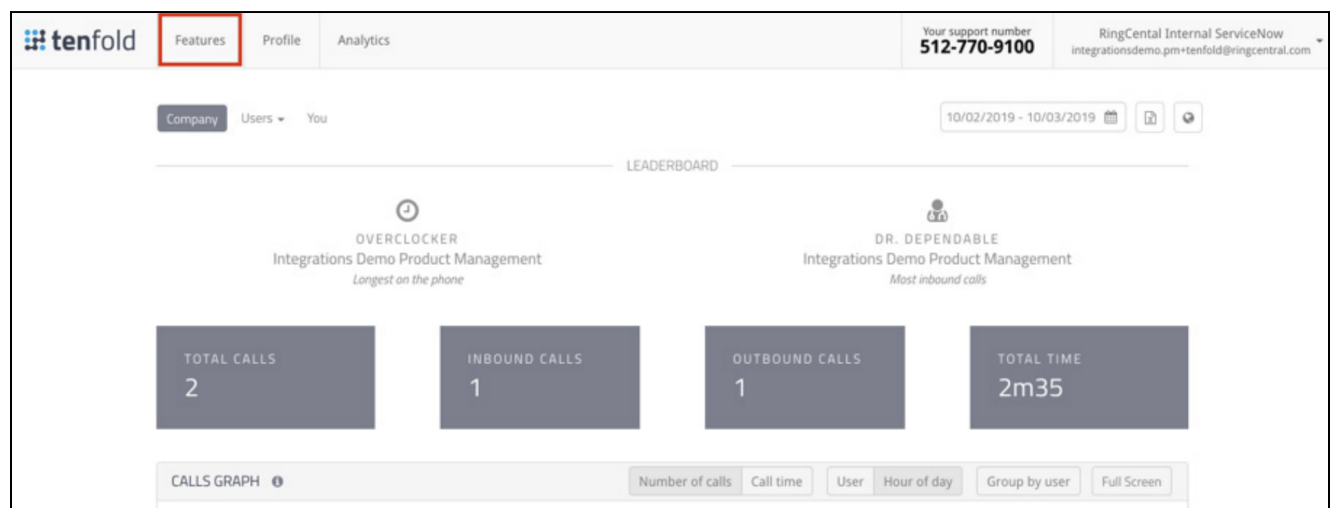 tenfold
Features Profile Analytics
Your support number
512-770-9100
RingCental Internal ServiceNow
integrationsdemo.pm+tenfold@ringcentral.com
Company Users You
10/02/2019 - 10/03/2019
LEADERBOARD
OVERCLOCKER
Integrations Demo Product Management
Longest on the phone
DR. DEPENDABLE
Integrations Demo Product Management
Most inbound calls
TOTAL CALLS
2
INBOUND CALLS
1
OUTBOUND CALLS
1
TOTAL TIME
2m35
CALLS GRAPH
Number of calls Call time User Hour of day Group by user Full Screen